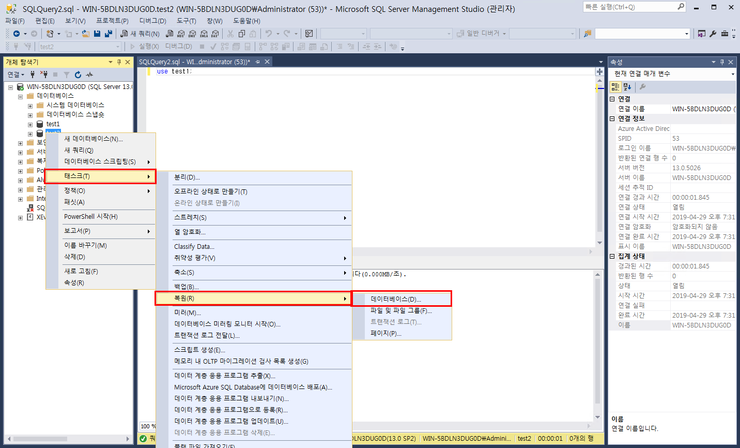 SQLQuery2.sql - WIN-5BDLN3DUG0D.test2 (WIN-5BDLN3DUG0D₩Administrator (53))* - Microsoft SQL Server Management Studio (관리자)
빠른 실행(Ctrl+Q)
파일(F) 편집(E) 보기(V) 프로젝트(P) 디버그(D) 도구(T) 창(W) 도움말(H)
새 쿼리(N)
일반 디버거
test2 실행(X) 디버그(D)
개체 탐색기
연결
WIN-5BDLN3DUG0D (SQL Server 13.0
데이터베이스
시스템 데이터베이스
데이터베이스 스냅숏
test1
보안
서버
복제
관리
새 데이터베이스(N)...
새 쿼리(Q)
데이터베이스 스크립팅(S)
태스크(T)
정책(O)
패싯(A)
PowerShell 시작(H)
보고서(P)
이름 바꾸기(M)
삭제(D)
새로 고침(F)
속성(R)
SQLQuery2.sql - WI...dministrator (53))*
use test1;
분리(D)...
오프라인 상태로 만들기(T)
온라인 상태로 만들기(I)
스트레치(S)
열 암호화...
Classify Data...
취약성 평가(V)
축소(S)
백업(B)...
복원(R)
미러(M)...
데이터베이스 미러링 모니터 시작(O)...
트랜잭션 로그 전달(L)...
스크립트 생성(E)...
메모리 내 OLTP 마이그레이션 검사 목록 생성(G)
데이터 계층 응용 프로그램 추출(X)...
Microsoft Azure SQL Database에 데이터베이스 배포(A)...
데이터 계층 응용 프로그램 내보내기(N)...
데이터 계층 응용 프로그램으로 등록(R)...
데이터 계층 응용 프로그램 업데이트(U)...
데이터 계층 응용 프로그램 삭제(E)...
플랫 파일 가져오기(F)...
데이터베이스(D)...
파일 및 파일 그룹(F)...
트랜잭션 로그(T)...
페이지(P)...
다(0.000MB/초).
100 %
DLN3DUG0D(13.0 SP2) WIN-5BDLN3DUG0D₩Admini... test2 00:00:01 0개의 행
속성
현재 연결 매개 변수
연결
연결 이름 WIN-5BDLN3DUG0D₩
연결 정보
Azure Active Direc
SPID 53
로그인 이름 WIN-5BDLN3DUG0D₩
반환된 연결 행 수 0
서버 버전 13.0.5026
서버 이름 WIN-5BDLN3DUG0D
세션 추적 ID
연결 경과 시간 00:00:01.845
연결 상태 열림
연결 시작 시간 2019-04-29 오후 7:31
연결 암호화 암호화되지 않음
연결 완료 시간 2019-04-29 오후 7:31
표시 이름 WIN-5BDLN3DUG0D
집계 상태
경과된 시간 00:00:01.845
반환된 행 수 0
상태 열림
시작 시간 2019-04-29 오후 7:31
연결 실패
완료 시간 2019-04-29 오후 7:31
이름 WIN-5BDLN3DUG0D
이름
연결 이름입니다.